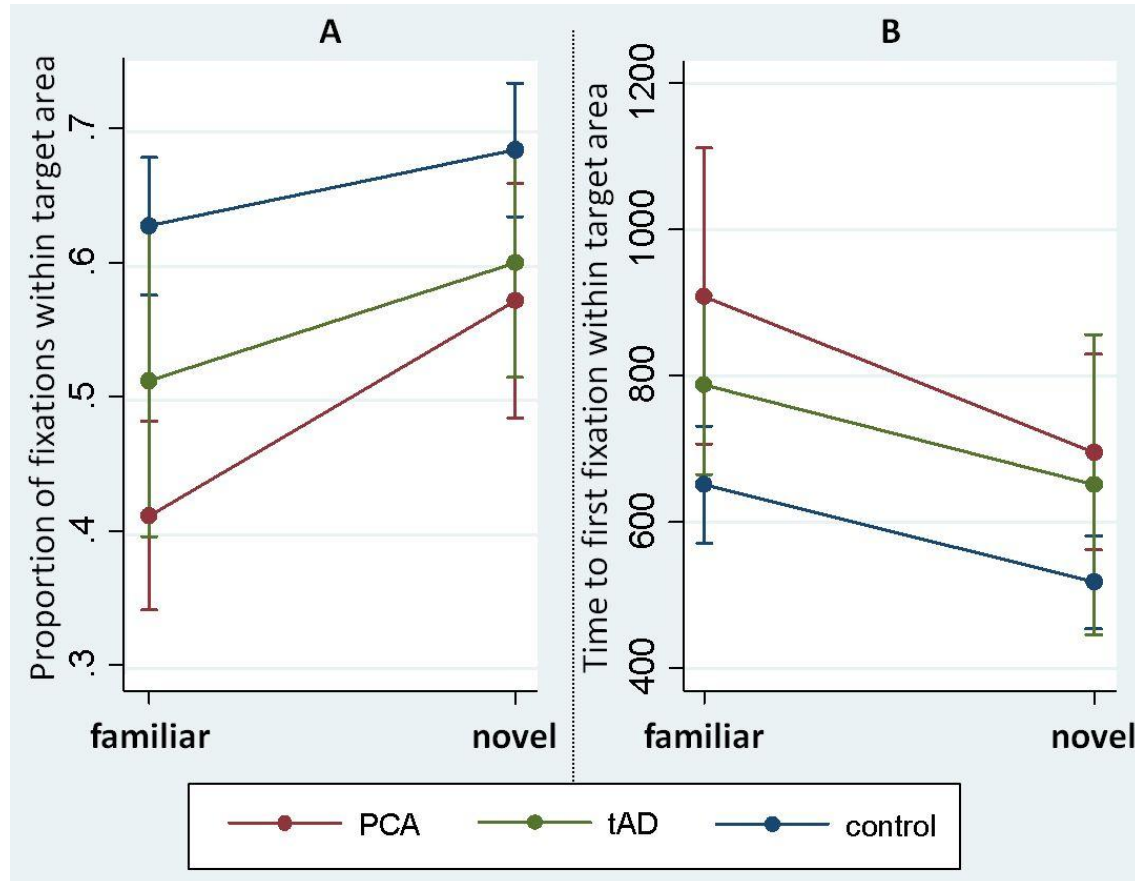 A
B
Proportion of fixations within target area
.7
.6
.5
.4
.3
familiar
novel
Time to first fixation within target area
1200
1000
800
600
400
familiar
novel
PCA
tAD
control